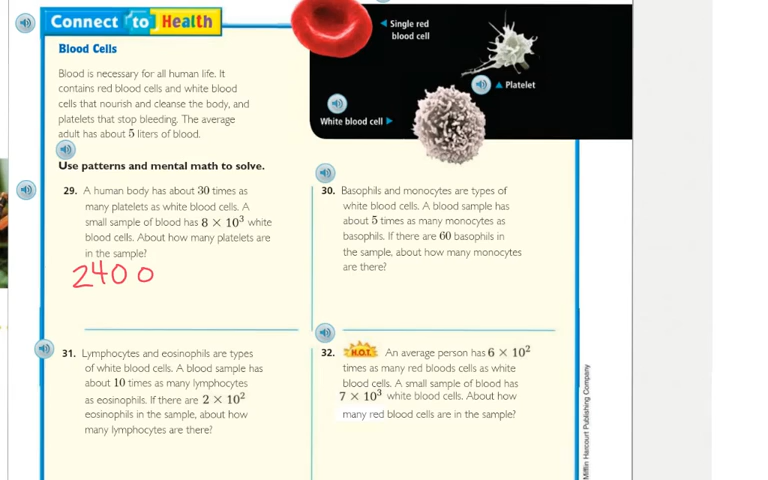 Connect to Health
Blood Cells
Blood is necessary for all human life. It
contains red blood cells and white blood
cells that nourish and cleanse the body, and
platelets that stop bleeding. The average
adult has about 5 liters of blood.
Single red
blood cell
Platelet
White blood cell
Use patterns and mental math to solve.
29. A human body has about 30 times as
many platelets as white blood cells. A
small sample of blood has 8 × 10³ white
blood cells. About how many platelets are
in the sample?
2400
30. Basophils and monocytes are types of
white blood cells. A blood sample has
about 5 times as many monocytes as
basophils. If there are 60 basophils in
the sample, about how many monocytes
are there?
31. Lymphocytes and eosinophils are types
of white blood cells. A blood sample has
about 10 times as many lymphocytes
as eosinophils. If there are 2 × 10²
eosinophils in the sample, about how
many lymphocytes are there?
32. H.O.T. An average person has 6 × 10²
times as many red bloods cells as white
blood cells. A small sample of blood has
7 × 10³ white blood cells. About how
many red blood cells are in the sample?
Mifflin Harcourt Publishing Company